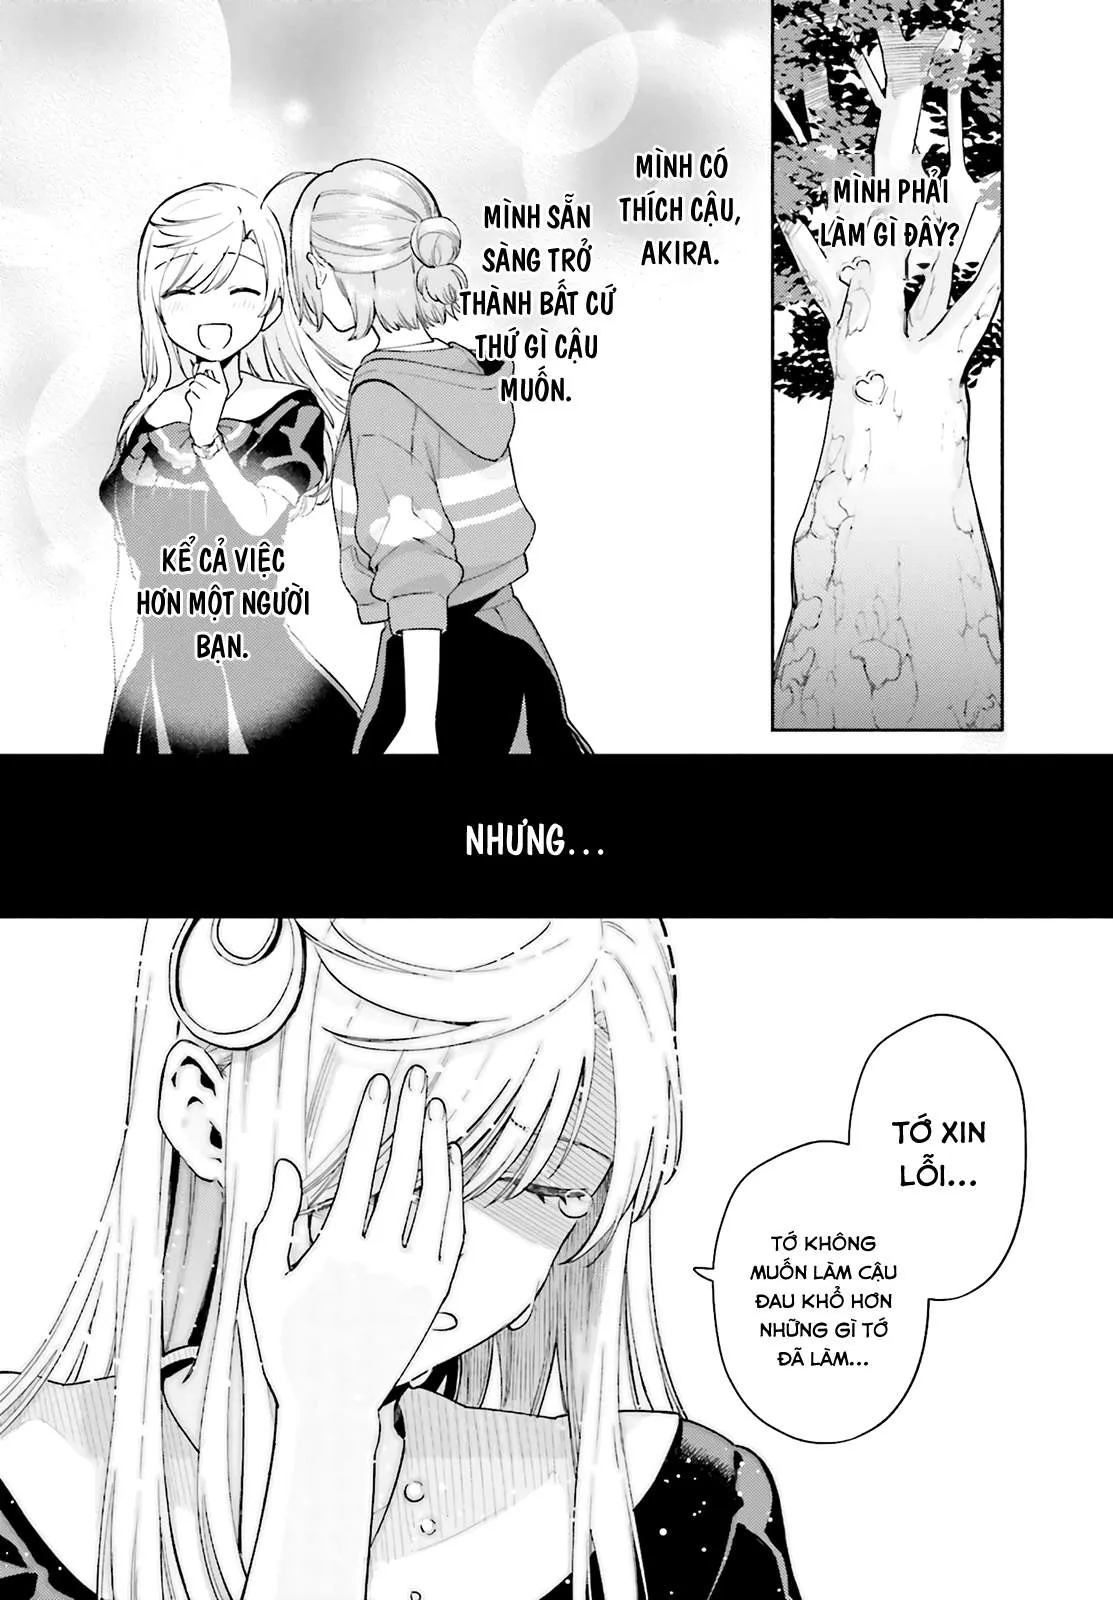 MÌNH PHẢI
LÀM GÌ ĐÂY?
MÌNH CÓ
THÍCH CẬU,
AKIRA.
MÌNH SẴN
SÀNG TRỞ
THÀNH BẤT CỨ
THỨ GÌ CẬU
MUỐN.
KỂ CẢ VIỆC
HƠN MỘT NGƯỜI
BẠN.
NHƯNG...
TỚ XIN
LỖI...
TỚ KHÔNG
MUỐN LÀM CẬU
ĐAU KHỔ HƠN
NHỮNG GÌ TỚ
ĐÃ LÀM...